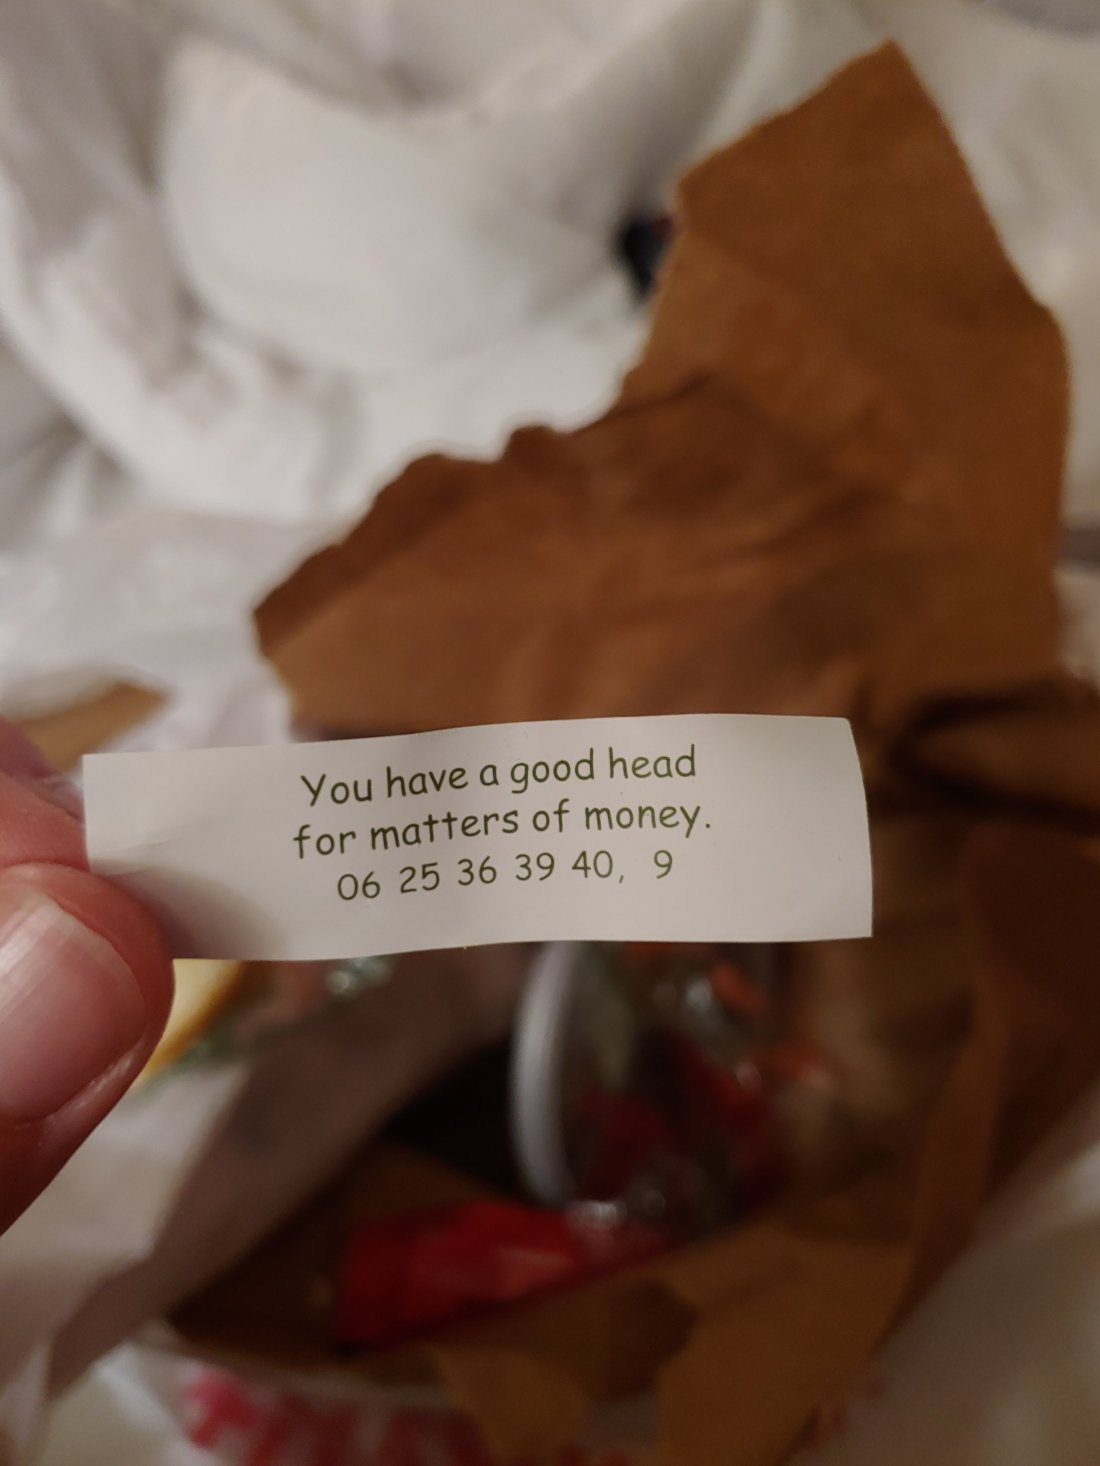 You have a good head
for matters of money.
06 25 36 39 40, 9